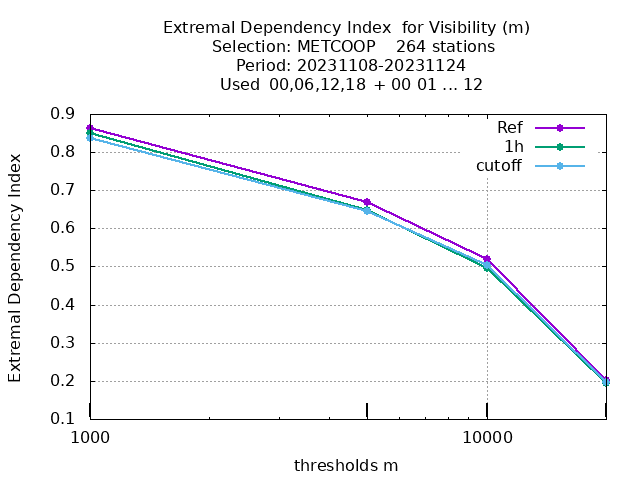 Extremal Dependency Index  for Visibility (m)
Selection: METCOOP    264 stations
Period: 20231108-20231124
Used  00,06,12,18 + 00 01 ... 12
Ref
1h
cutoff
Extremal Dependency Index
0.9
0.8
0.7
0.6
0.5
0.4
0.3
0.2
0.1
1000
10000
thresholds m